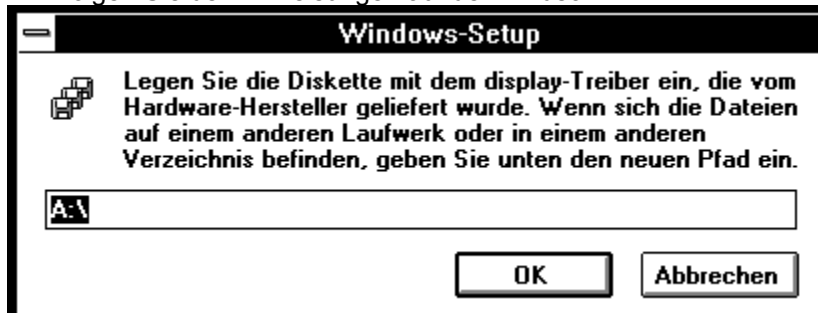 Windows-Setup
Legen Sie die Diskette mit dem display-Treiber ein, die vom
Hardware-Hersteller geliefert wurde. Wenn sich die Dateien
auf einem anderen Laufwerk oder in einem anderen
Verzeichnis befinden, geben Sie unten den neuen Pfad ein.
A:\
OK Abbrechen